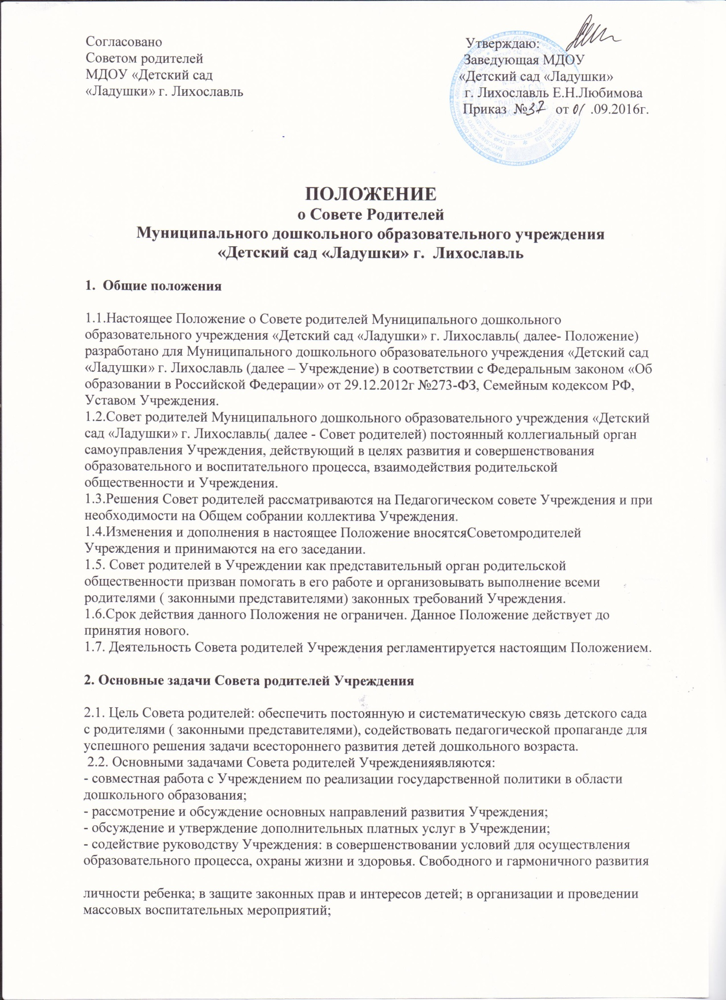 Согласовано
Советом родителей
МДОУ «Детский сад
«Ладушки» г. Лихославль
Утверждаю:
Заведующая МДОУ
«Детский сад «Ладушки»
г. Лихославль Е.Н.Любимова
Приказ №37 от 01 .09.2016г.
ПОЛОЖЕНИЕ
о Совете Родителей
Муниципального дошкольного образовательного учреждения
«Детский сад «Ладушки» г. Лихославль
1. Общие положения
1.1.Настоящее Положение о Совете родителей Муниципального дошкольного
образовательного учреждения «Детский сад «Ладушки» г. Лихославль( далее- Положение)
разработано для Муниципального дошкольного образовательного учреждения «Детский сад
«Ладушки» г. Лихославль (далее – Учреждение) в соответствии с Федеральным законом «Об
образовании в Российской Федерации» от 29.12.2012г №273-ФЗ, Семейным кодексом РФ,
Уставом Учреждения.
1.2.Совет родителей Муниципального дошкольного образовательного учреждения «Детский
сад «Ладушки» г. Лихославль( далее - Совет родителей) постоянный коллегиальный орган
самоуправления Учреждения, действующий в целях развития и совершенствования
образовательного и воспитательного процесса, взаимодействия родительской
общественности и Учреждения.
1.3.Решения Совет родителей рассматриваются на Педагогическом совете Учреждения и при
необходимости на Общем собрании коллектива Учреждения.
1.4.Изменения и дополнения в настоящее Положение вносятсяСоветомродителей
Учреждения и принимаются на его заседании.
1.5. Совет родителей в Учреждении как представительный орган родительской
общественности призван помогать в его работе и организовывать выполнение всеми
родителями ( законными представителями) законных требований Учреждения.
1.6.Срок действия данного Положения не ограничен. Данное Положение действует до
принятия нового.
1.7. Деятельность Совета родителей Учреждения регламентируется настоящим Положением.
2. Основные задачи Совета родителей Учреждения
2.1. Цель Совета родителей: обеспечить постоянную и систематическую связь детского сада
с родителями ( законными представителями), содействовать педагогической пропаганде для
успешного решения задачи всестороннего развития детей дошкольного возраста.
2.2. Основными задачами Совета родителей Учрежденияявляются:
- совместная работа с Учреждением по реализации государственной политики в области
дошкольного образования;
- рассмотрение и обсуждение основных направлений развития Учреждения;
- обсуждение и утверждение дополнительных платных услуг в Учреждении;
- содействие руководству Учреждения: в совершенствовании условий для осуществления
образовательного процесса, охраны жизни и здоровья. Свободного и гармоничного развития
личности ребенка; в защите законных прав и интересов детей; в организации и проведении
массовых воспитательных мероприятий;